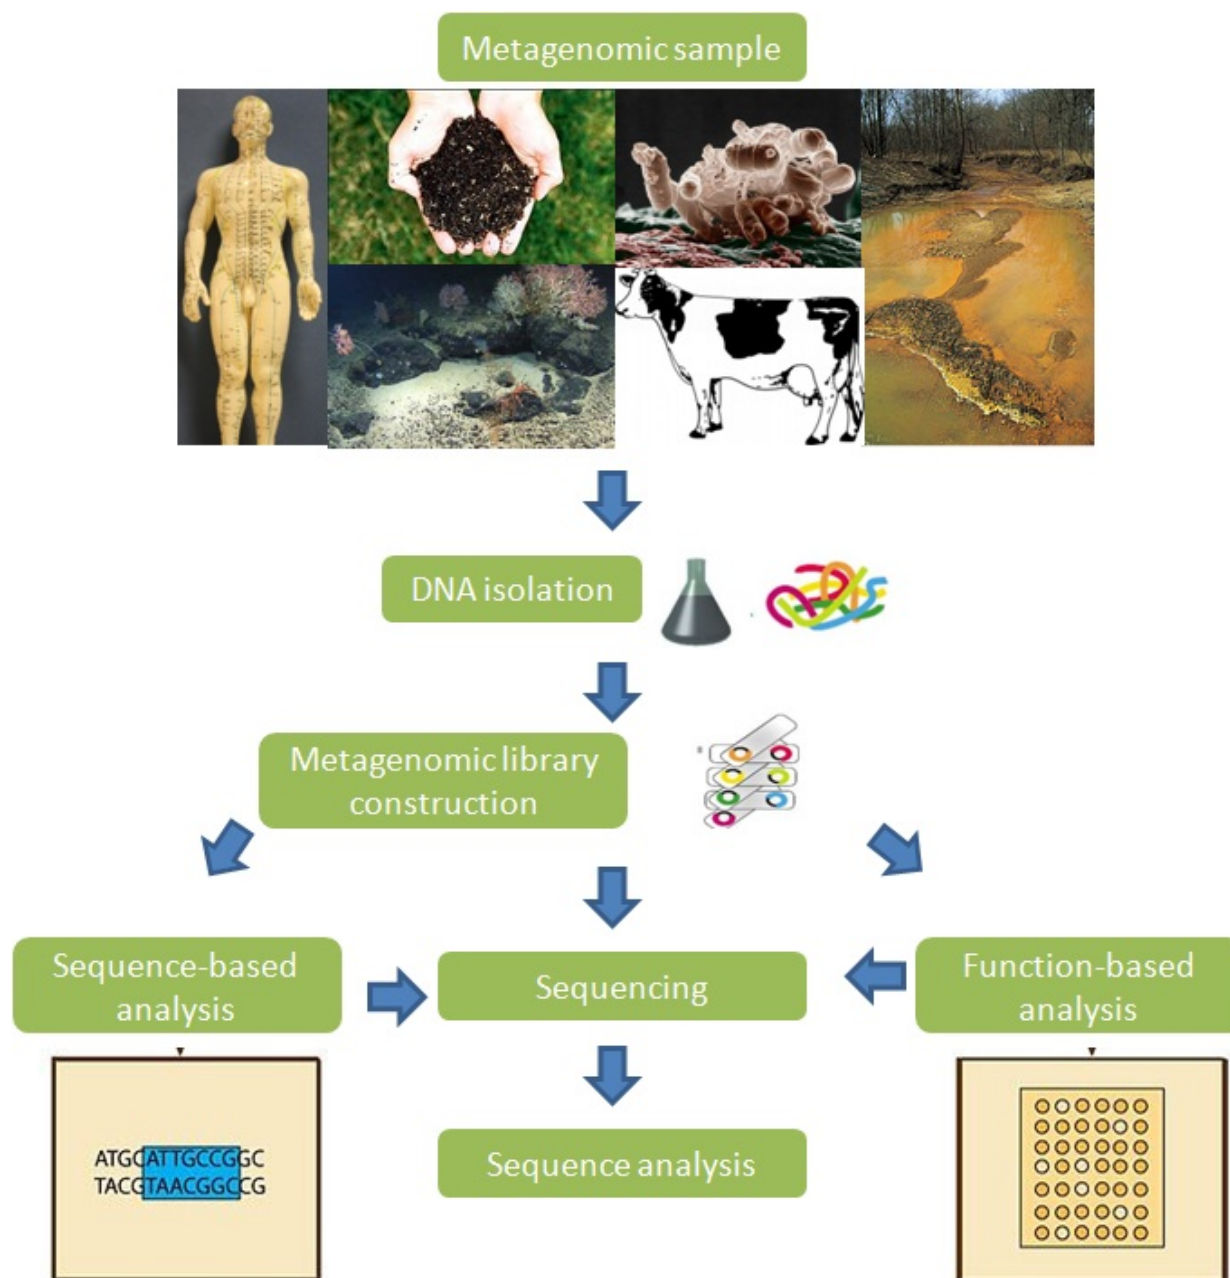 Metagenomic sample
DNA isolation
Metagenomic library
construction
Sequence-based
analysis
Sequencing
Function-based
analysis
ATGCATTGCCGGC
TACGTAACGGCCG
Sequence analysis